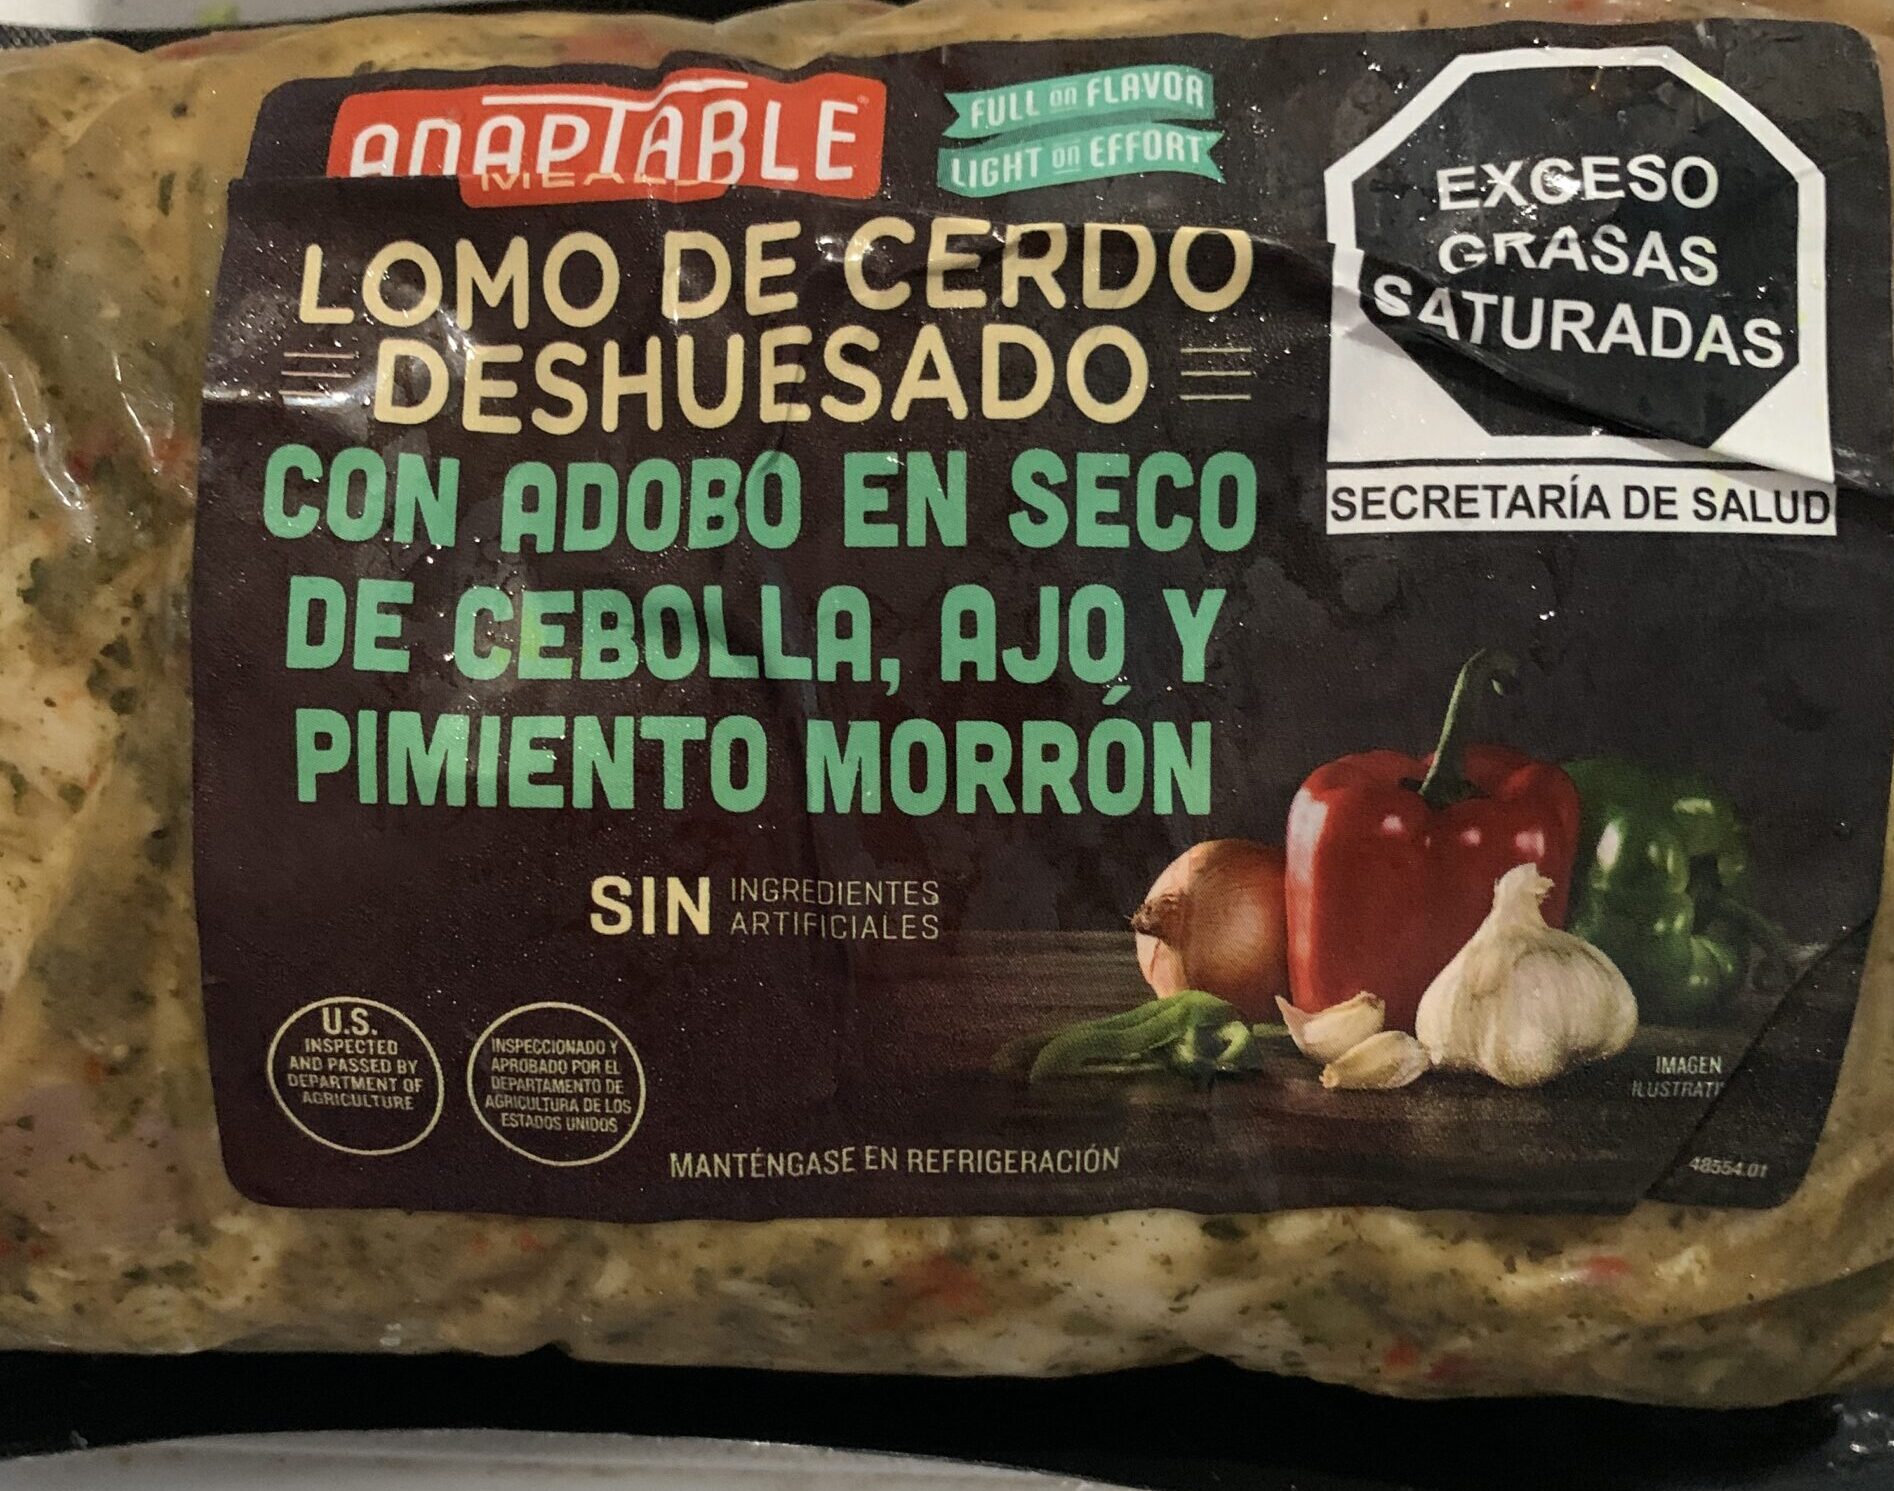 ADAPTABLE
MEALS
FULL on FLAVOR
LIGHT on EFFORT
EXCESO
GRASAS
SATURADAS
SECRETARÍA DE SALUD
LOMO DE CERDO
DESHUESADO
CON ADOBO EN SECO
DE CEBOLLA, AJO Y
PIMIENTO MORRÓN
SIN INGREDIENTES
ARTIFICIALES
U.S.
INSPECTED
AND PASSED BY
DEPARTMENT OF
AGRICULTURE
INSPECCIONADO Y
APROBADO POR EL
DEPARTAMENTO DE
AGRICULTURA DE LOS
ESTADOS UNIDOS
MANTÉNGASE EN REFRIGERACIÓN
IMAGEN
48554.01